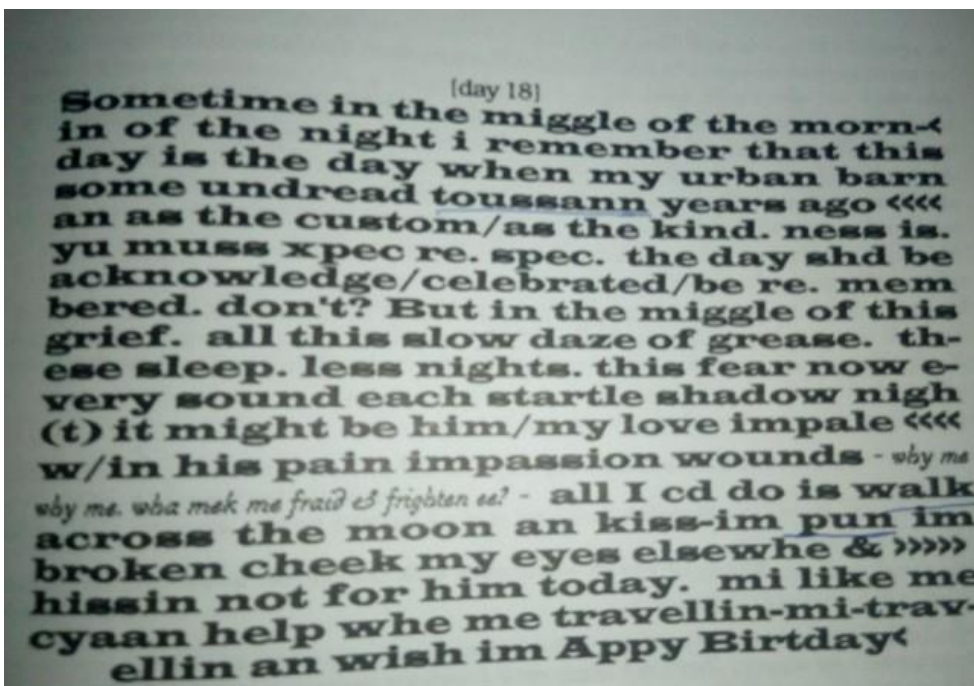 [day 18]
Sometime in the miggle of the morn-<
in of the night i remember that this
day is the day when my urban barn
some undread toussann years ago <<<<
an as the custom/as the kind. ness is.
yu muss xpec re. spec. the day shd be
acknowledge/celebrated/be re. mem
bered. don't? But in the miggle of this
grief. all this slow daze of grease. th-
ese sleep. less nights. this fear now e-
very sound each startle shadow nigh
(t) it might be him/my love impale <<<<
w/in his pain impassion wounds - why me
why me. wha mek me fraid & frighten ee? - all I cd do is walk
across the moon an kiss-im pun im
broken cheek my eyes elsewhe & >>>>>
hissin not for him today. mi like me
cyaan help whe me travellin-mi-trav-
ellin an wish im Appy Birtday<